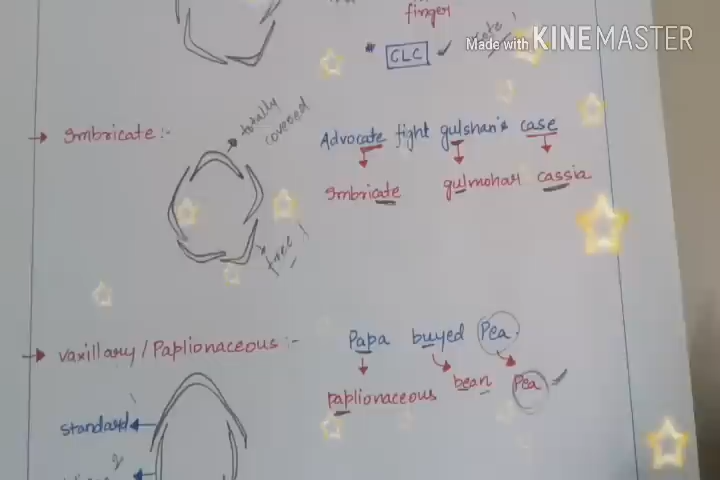 finger
Made with KINEMASTER
CLC
totally
covered
Imbricate :-
Advocate fight gulshan's case
Imbricate gulmohar cassia
free !
Vaxillary/Paplionaceous :-
Papa buyed Pea
paplionaceous bean Pea
standard